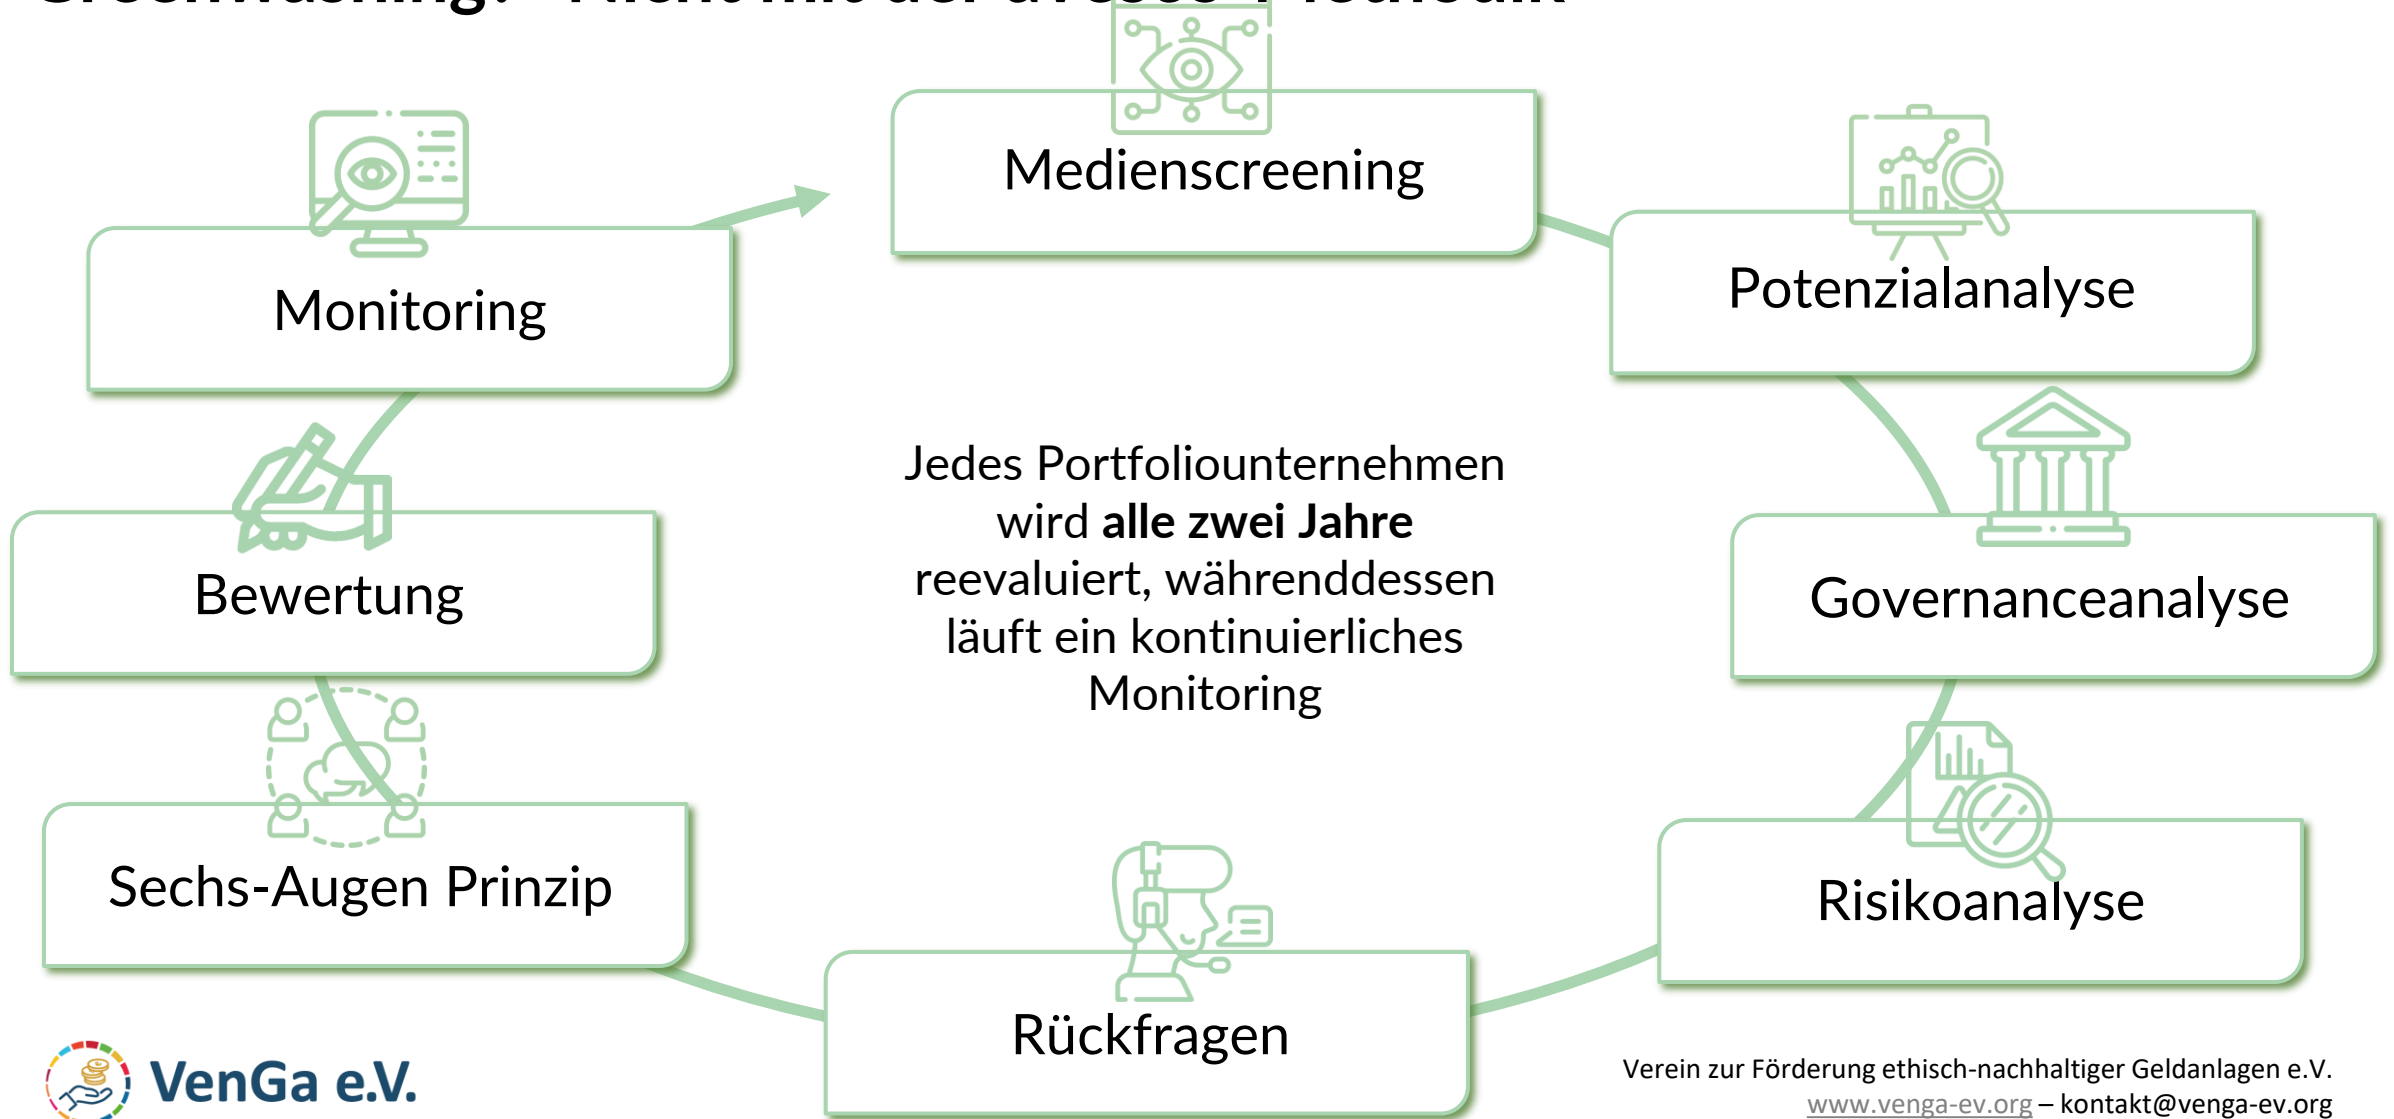 Medienscreening
Monitoring
Potenzialanalyse
Jedes Portfoliounternehmen
wird alle zwei Jahre
reevaluiert, währenddessen
läuft ein kontinuierliches
Monitoring
Bewertung
Governanceanalyse
Sechs-Augen Prinzip
Risikoanalyse
Rückfragen
VenGa e.V.
Verein zur Förderung ethisch-nachhaltiger Geldanlagen e.V.
www.venga-ev.org – kontakt@venga-ev.org